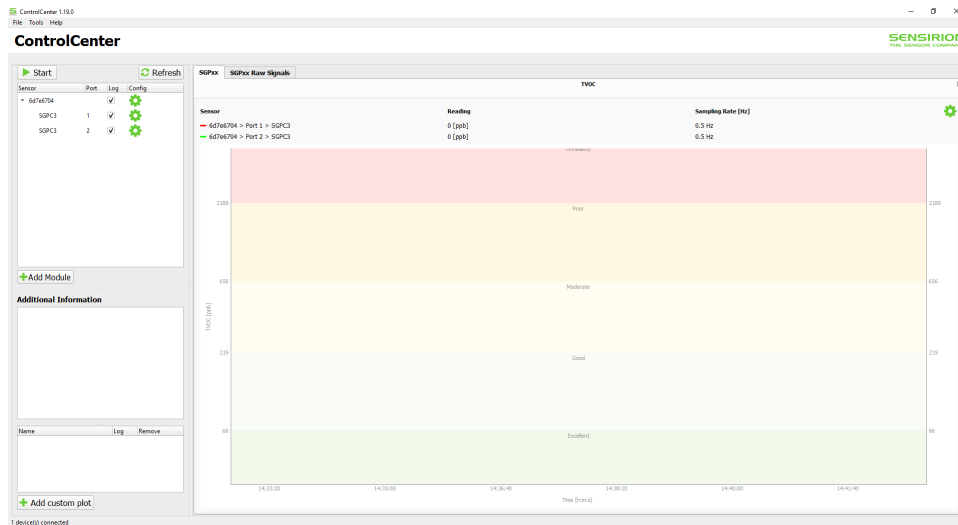 ControlCenter 1.19.0
File Tools Help
ControlCenter
SENSIRION
THE SENSOR COMPANY
Start Refresh
Sensor Port Log Config
6d7e6704
SGPC3 1
SGPC3 2
Add Module
Additional Information
Name Log Remove
Add custom plot
1 device(s) connected
SGPxx SGPxx Raw Signals
TVOC
Sensor Reading Sampling Rate [Hz]
6d7e6704 > Port 1 > SGPC3 0 [ppb] 0.5 Hz
6d7e6704 > Port 2 > SGPC3 0 [ppb] 0.5 Hz
Unhealthy
2189 2189
Poor
656 656
Moderate
TVOC [ppb]
219 219
Good
66 66
Excellent
14:33:20 14:35:00 14:36:40 14:38:20 14:40:00 14:41:40
Time [h:m:s]